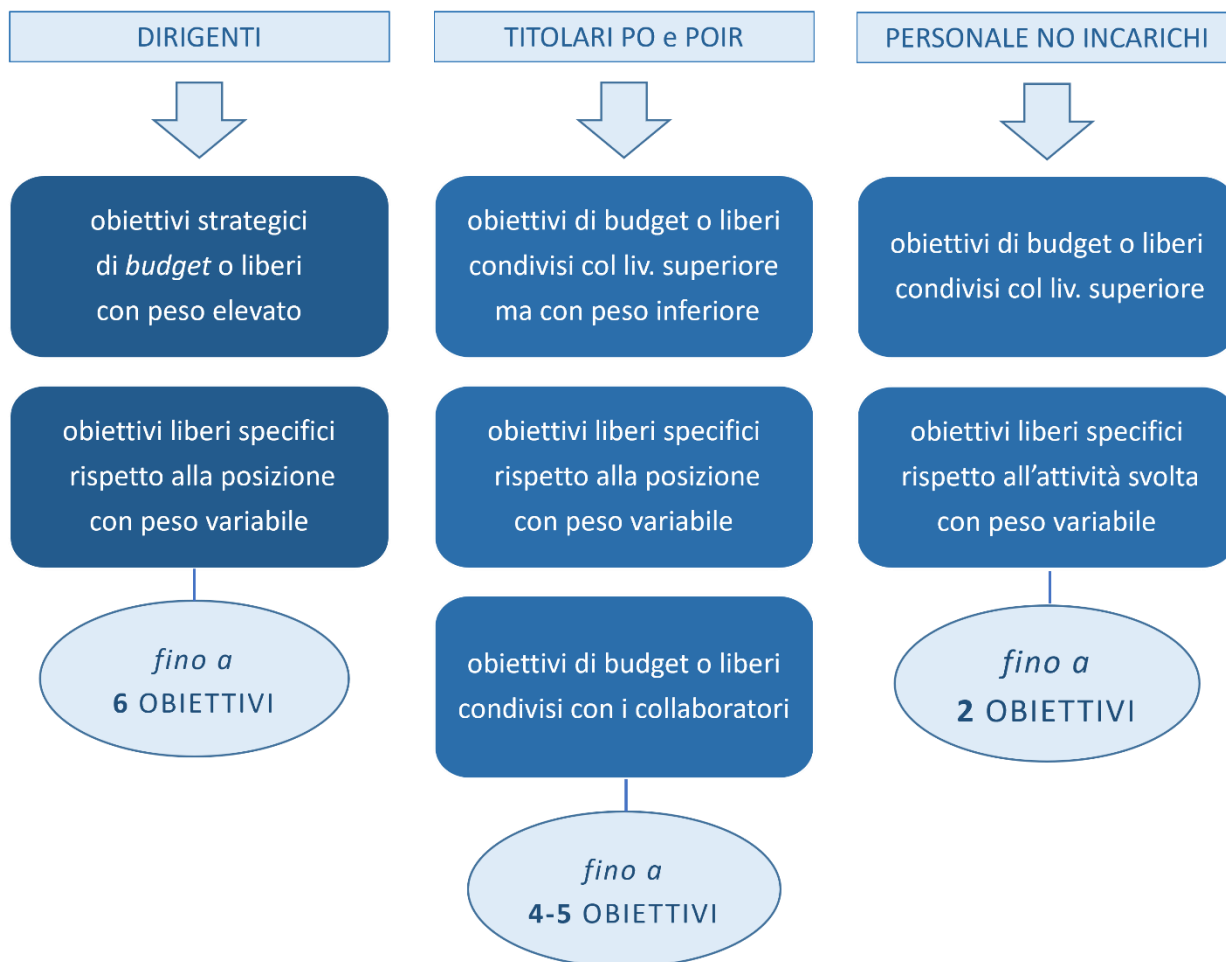 DIRIGENTI
obiettivi strategici
di budget o liberi
con peso elevato
obiettivi liberi specifici
rispetto alla posizione
con peso variabile
fino a
6 OBIETTIVI
TITOLARI PO e POIR
obiettivi di budget o liberi
condivisi col liv. superiore
ma con peso inferiore
obiettivi liberi specifici
rispetto alla posizione
con peso variabile
obiettivi di budget o liberi
condivisi con i collaboratori
fino a
4-5 OBIETTIVI
PERSONALE NO INCARICHI
obiettivi di budget o liberi
condivisi col liv. superiore
obiettivi liberi specifici
rispetto all’attività svolta
con peso variabile
fino a
2 OBIETTIVI